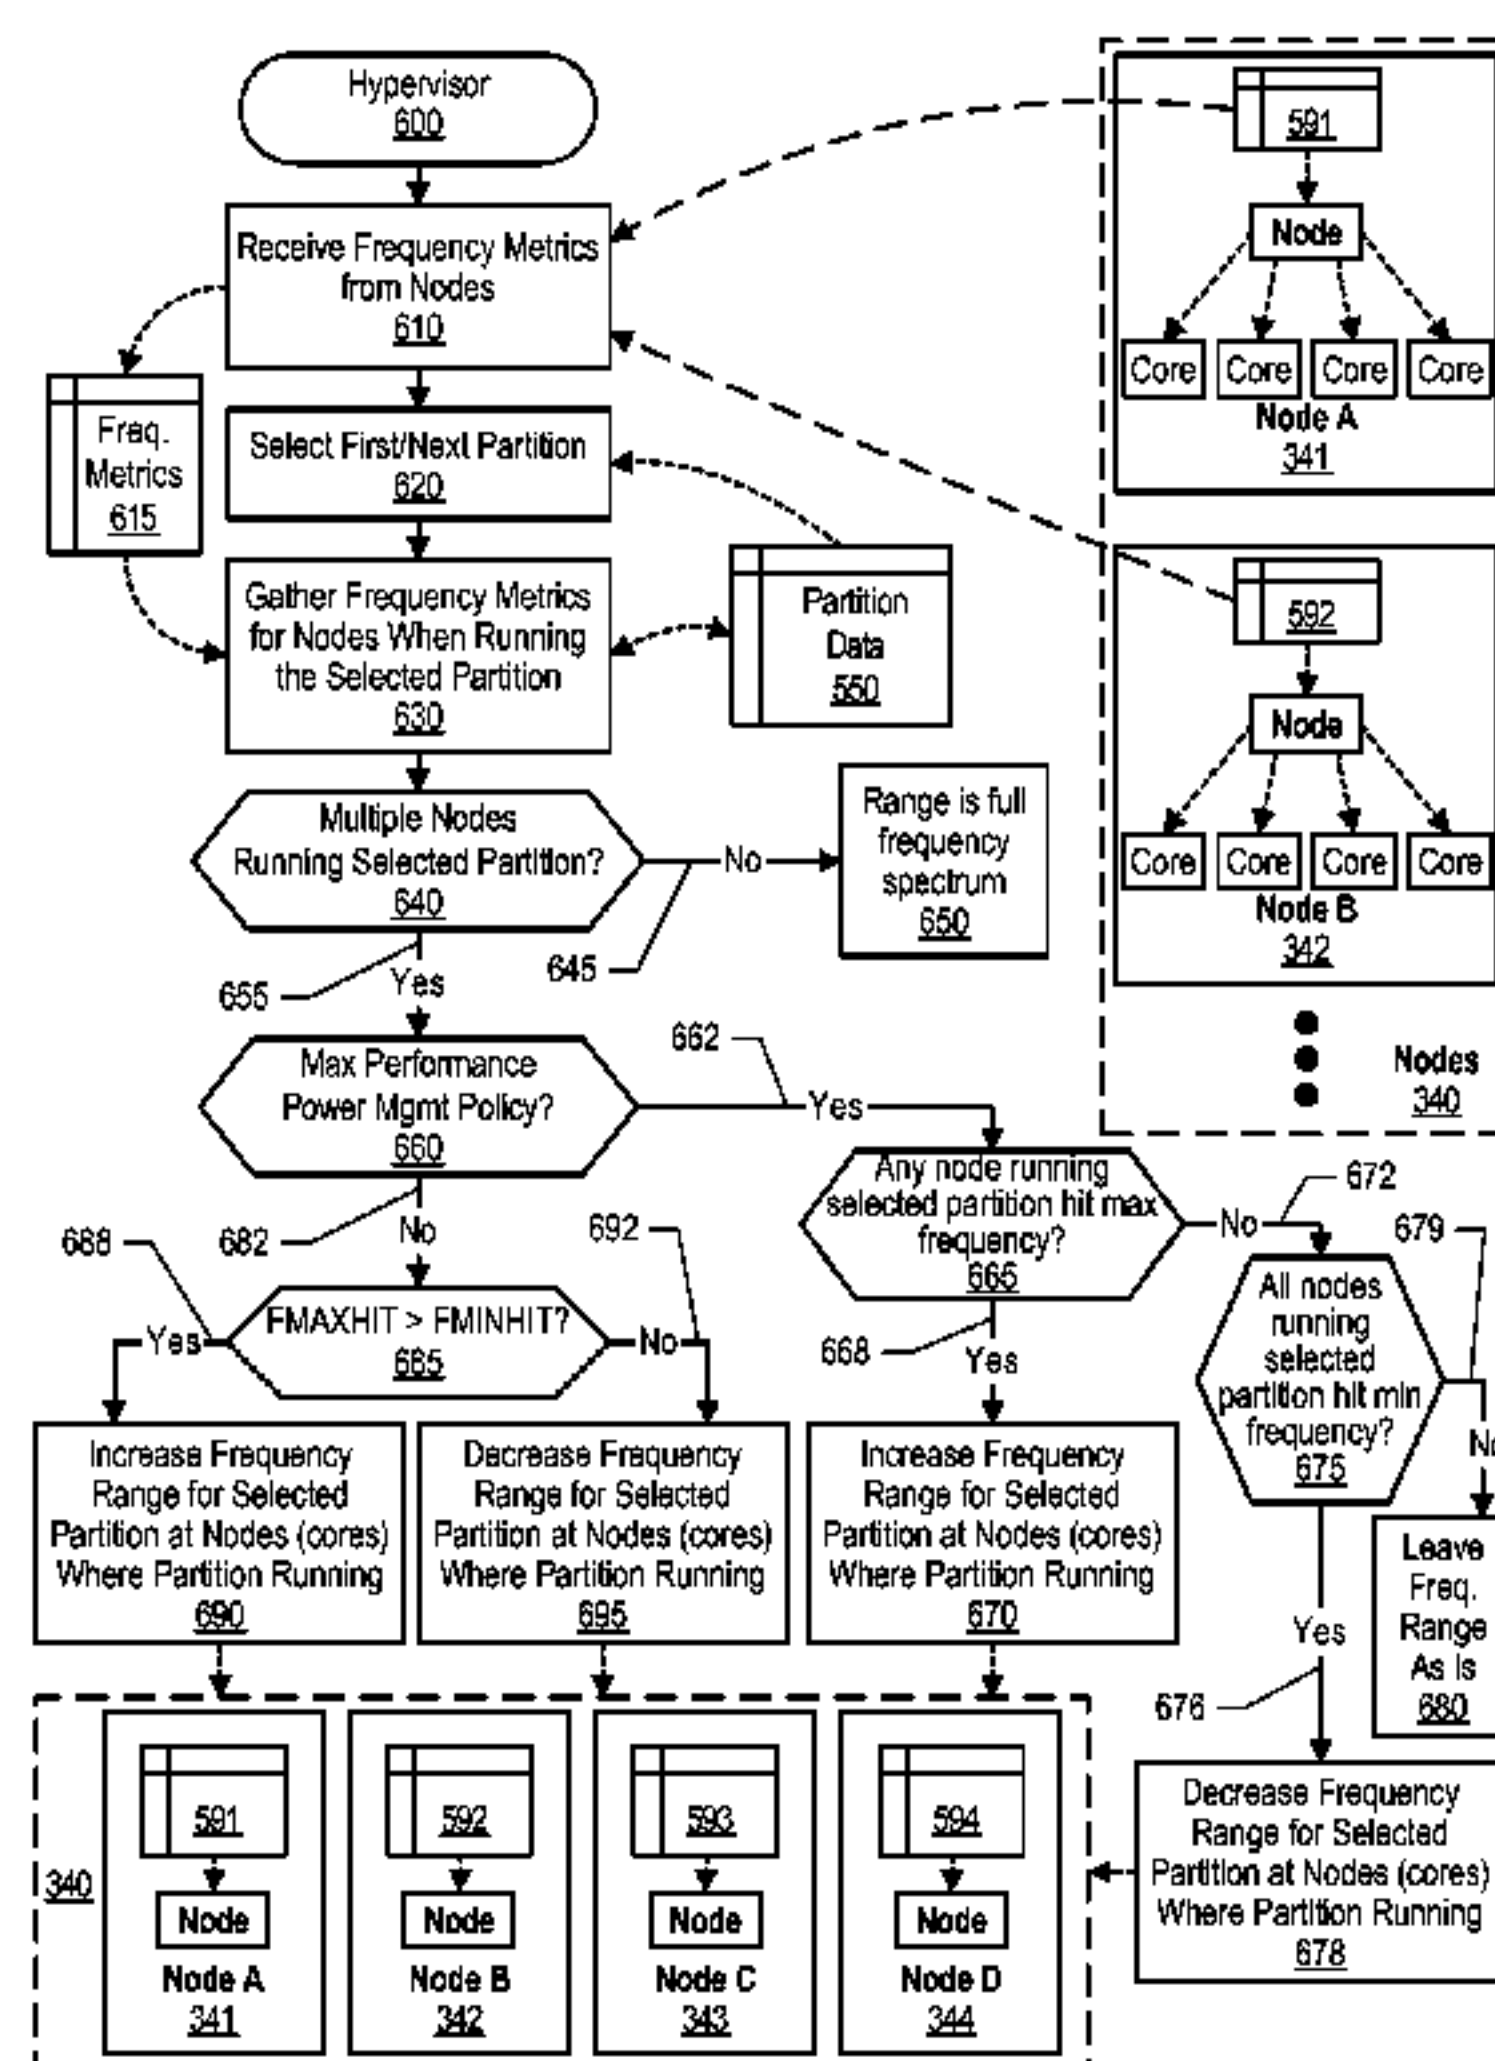 Hypervisor
600
Receive Frequency Metrics
from Nodes
610
Freq.
Metrics
615
Select First/Next Partition
620
Gather Frequency Metrics
for Nodes When Running
the Selected Partition
630
Partition
Data
550
591
Node
Core Core Core Core
Node A
341
592
Node
Core Core Core Core
Node B
342
Nodes
340
Multiple Nodes
Running Selected Partition?
640
No
645
Range is full
frequency
spectrum
650
655
Yes
Max Performance
Power Mgmt Policy?
660
662
Yes
682
No
Any node running
selected partition hit max
frequency?
665
672
No
668
Yes
All nodes
running
selected
partition hit min
frequency?
675
679
688
Yes
FMAXHIT > FMINHIT?
685
692
No
Increase Frequency
Range for Selected
Partition at Nodes (cores)
Where Partition Running
690
Decrease Frequency
Range for Selected
Partition at Nodes (cores)
Where Partition Running
695
Increase Frequency
Range for Selected
Partition at Nodes (cores)
Where Partition Running
670
Leave
Freq.
Range
As Is
680
Yes
676
Decrease Frequency
Range for Selected
Partition at Nodes (cores)
Where Partition Running
678
340
591
Node
Node A
341
592
Node
Node B
342
593
Node
Node C
343
594
Node
Node D
344